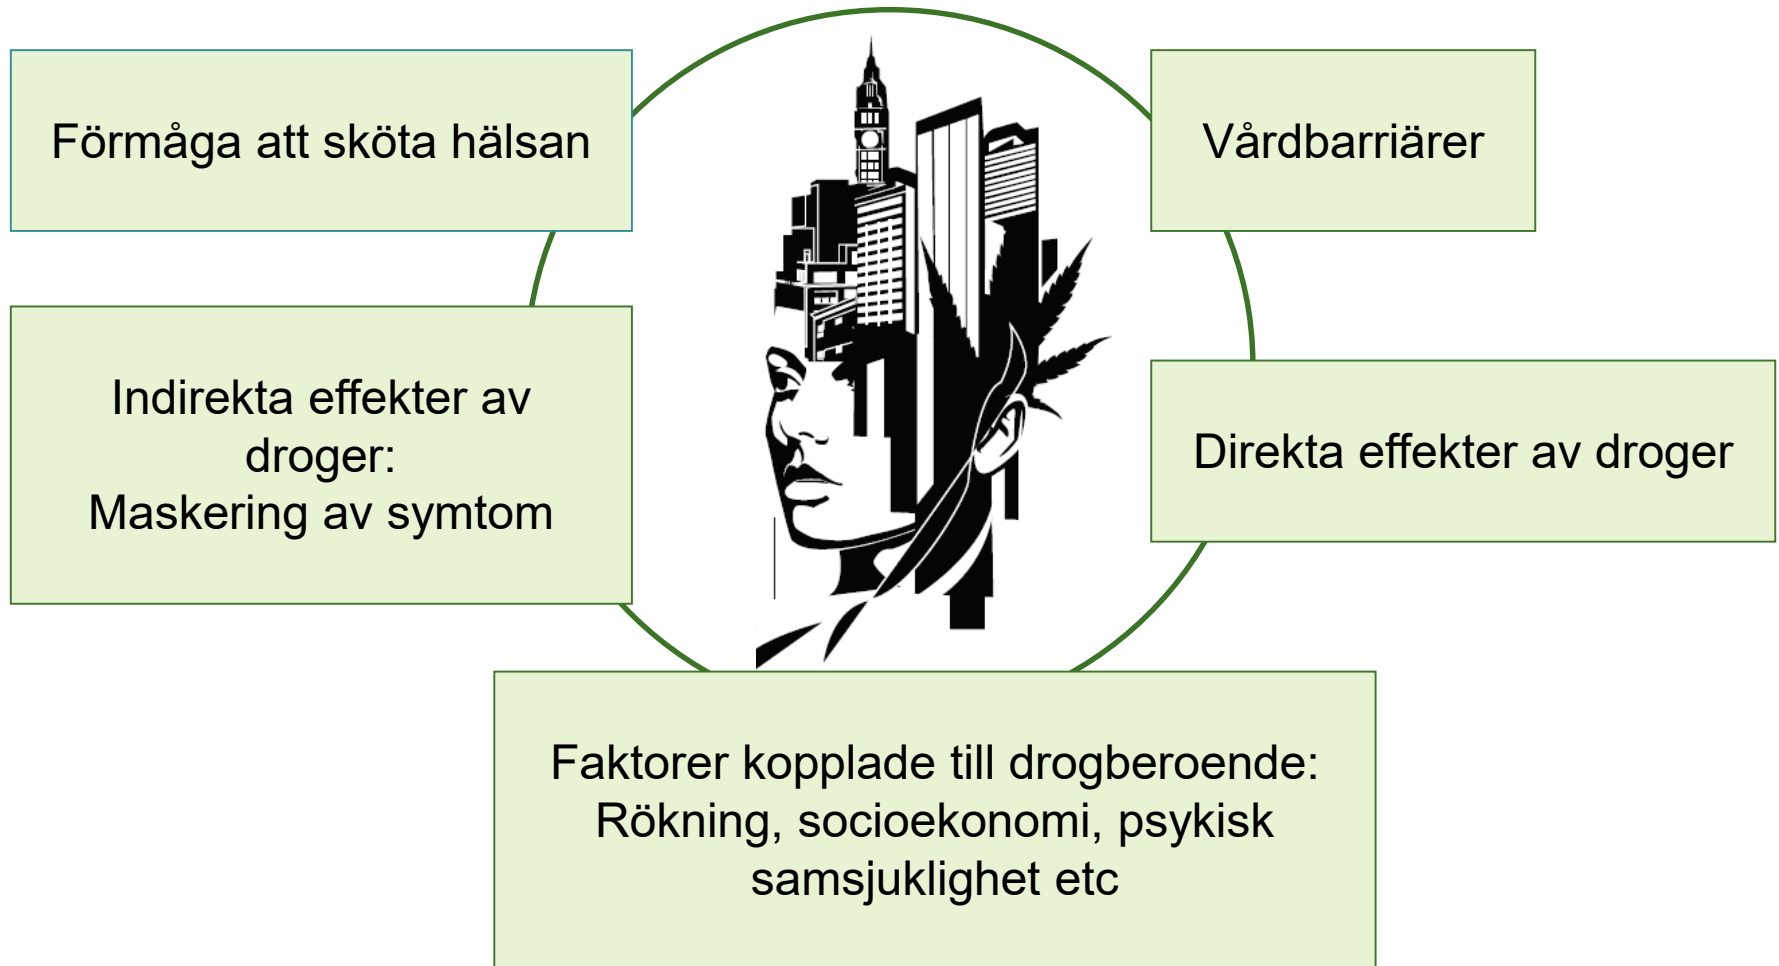 Förmåga att sköta hälsan
Vårdbarriärer
Indirekta effekter av
droger:
Maskering av symtom
Direkta effekter av droger
Faktorer kopplade till drogberoende:
Rökning, socioekonomi, psykisk
samsjuklighet etc